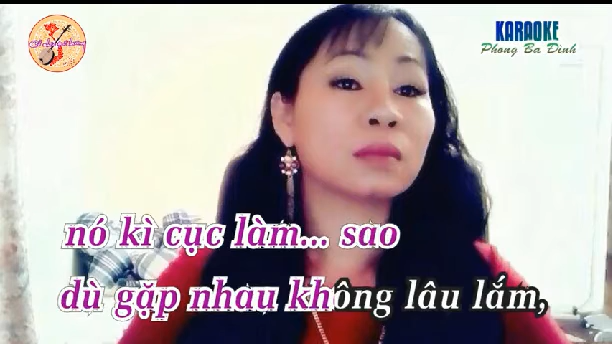 KARAOKE
Phong Ba Đình
nó kì cục làm... sao
dù gặp nhau không lâu lắm,